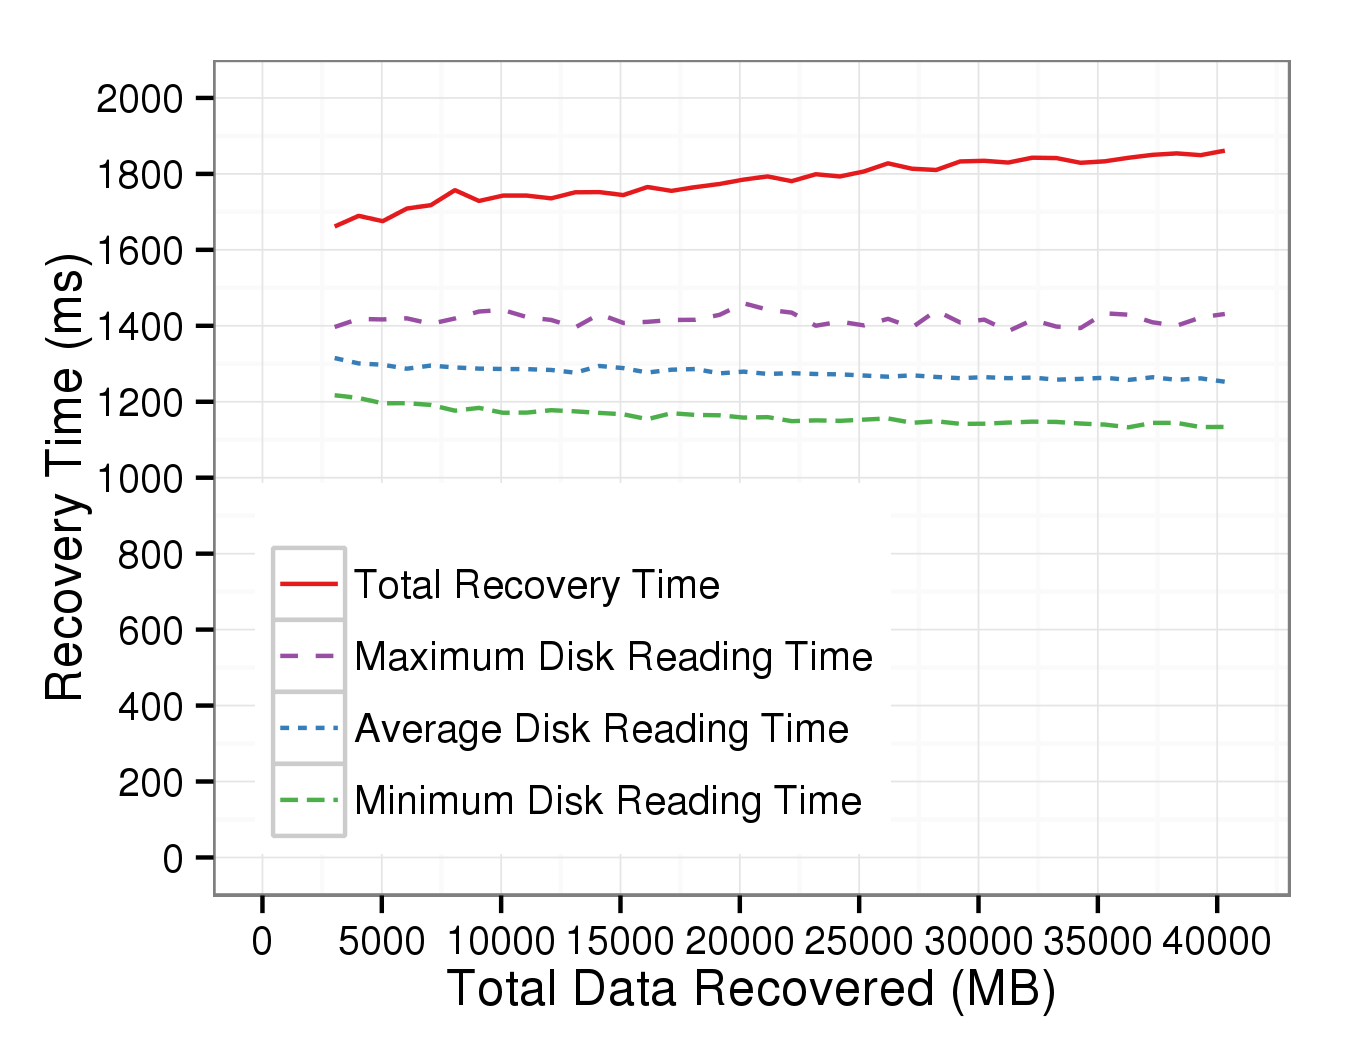 2000
1800
1600
1400
1200
1000
800
600
400
200
0
Recovery Time (ms)
Total Recovery Time
Maximum Disk Reading Time
Average Disk Reading Time
Minimum Disk Reading Time
0 5000 10000 15000 20000 25000 30000 35000 40000
Total Data Recovered (MB)